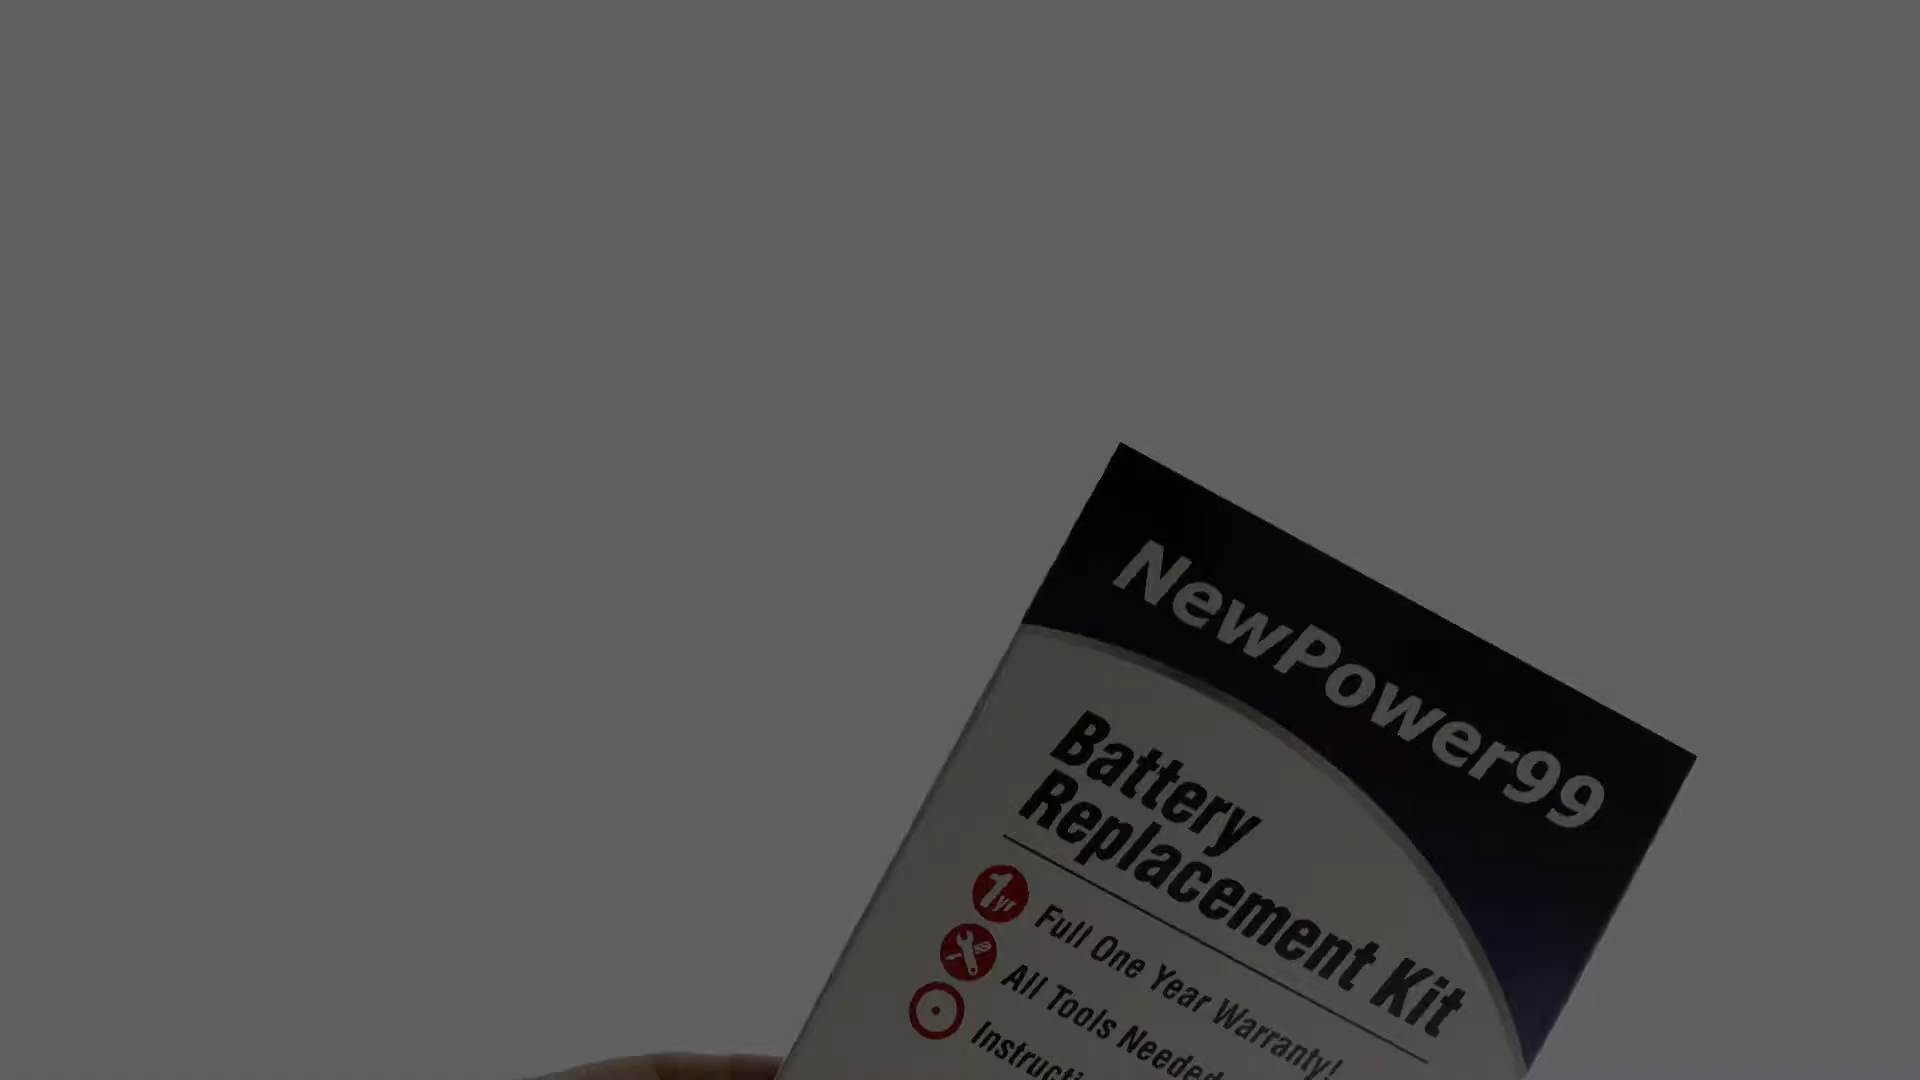 NewPower99
Battery
Replacement Kit
1yr
Full One Year Warranty!
All Tools Needed